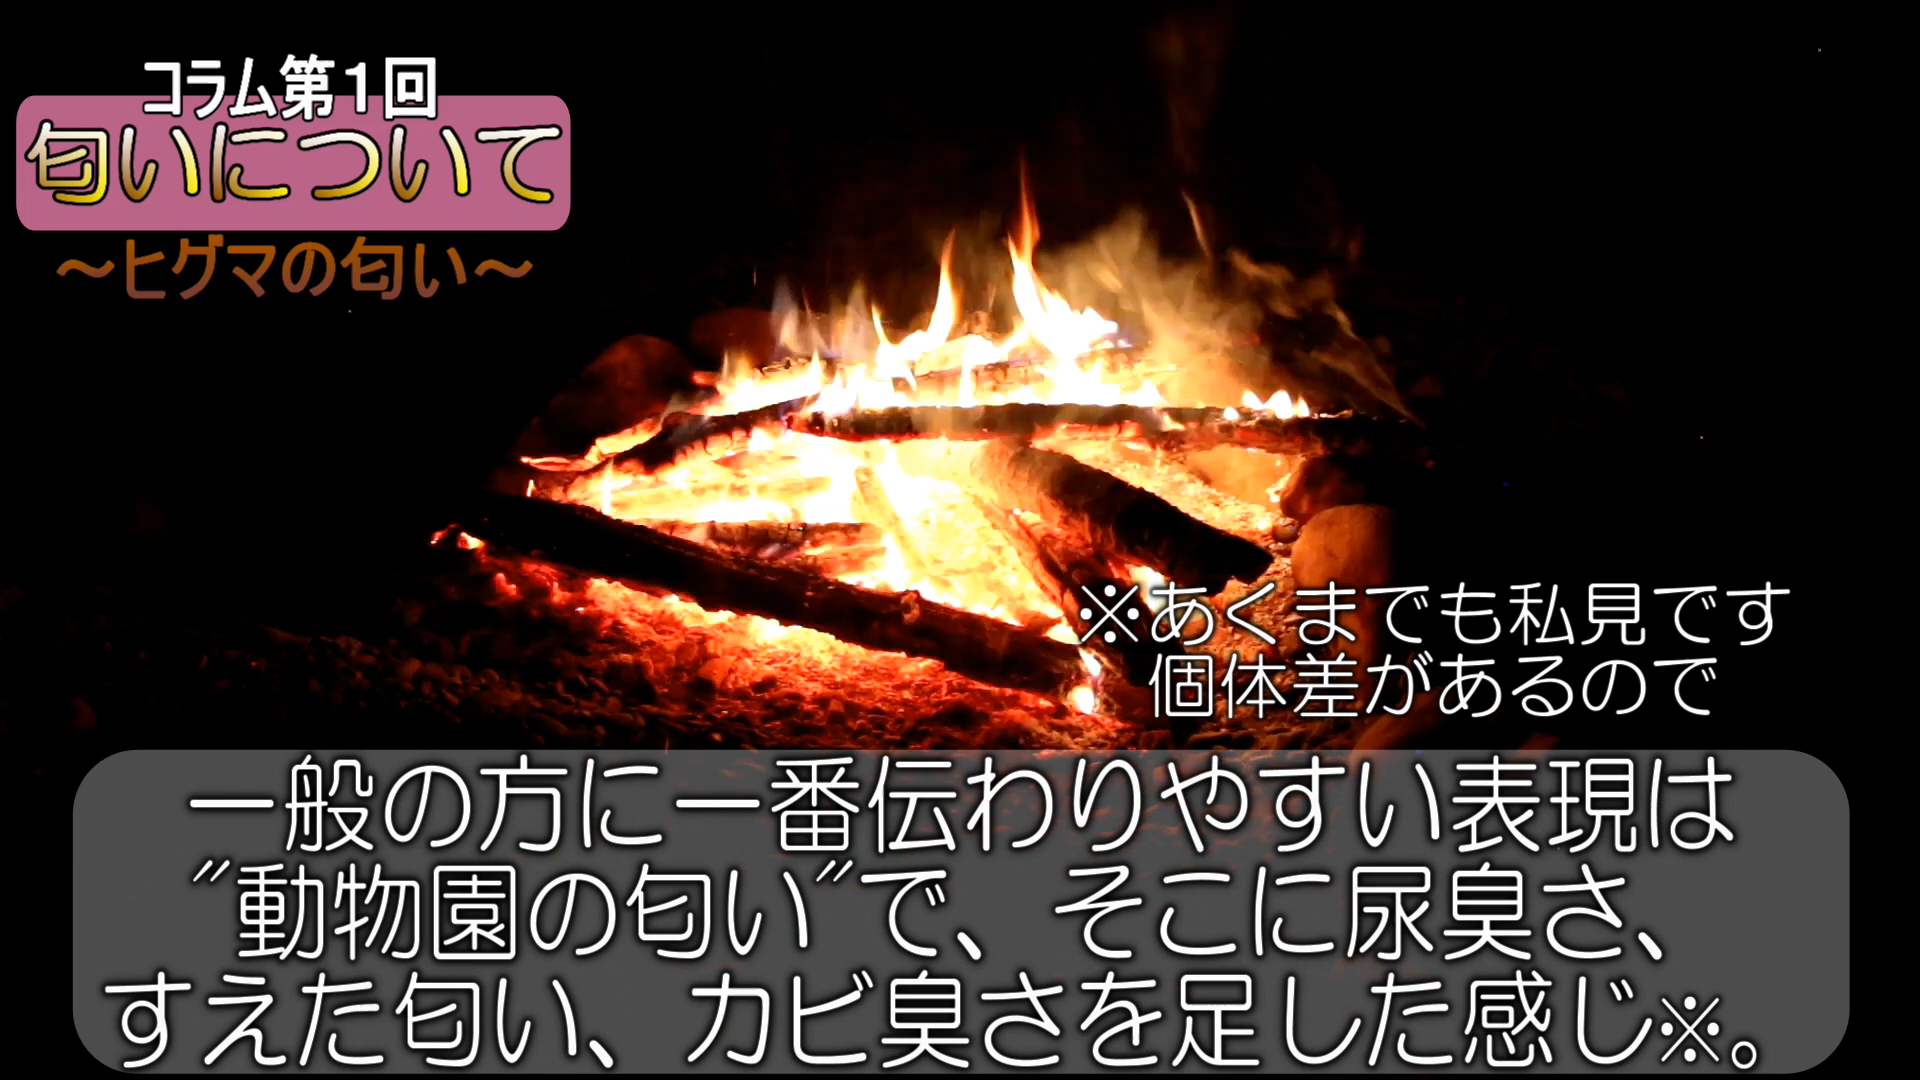 コラム第１回
匂いについて
～ヒグマの匂い～
※あくまでも私見です
個体差があるので
一般の方に一番伝わりやすい表現は
〝動物園の匂い〟で、そこに尿臭さ、
すえた匂い、カビ臭さを足した感じ※。